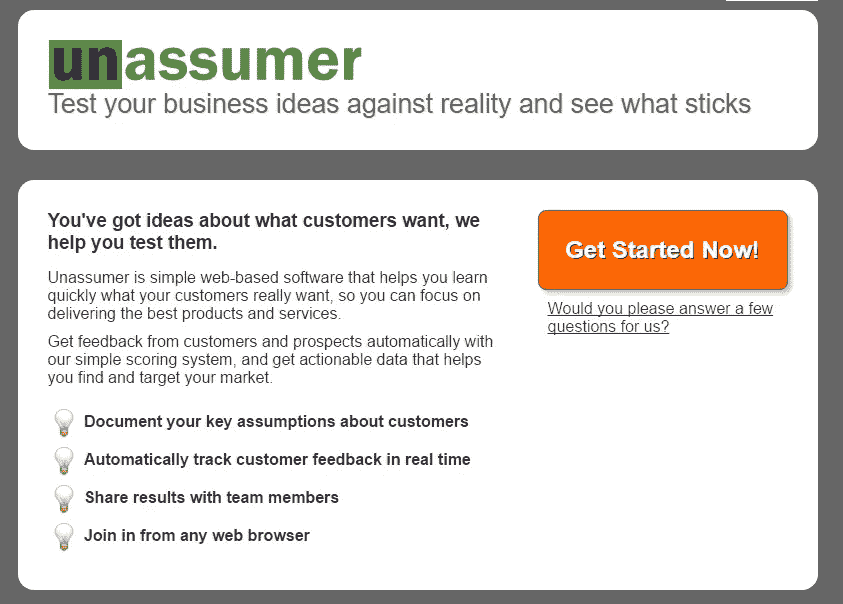 unassumer
Test your business ideas against reality and see what sticks
You've got ideas about what customers want, we
help you test them.
Unassumer is simple web-based software that helps you learn
quickly what your customers really want, so you can focus on
delivering the best products and services.
Get feedback from customers and prospects automatically with
our simple scoring system, and get actionable data that helps
you find and target your market.
Document your key assumptions about customers
Automatically track customer feedback in real time
Share results with team members
Join in from any web browser
Get Started Now!
Would you please answer a few
questions for us?